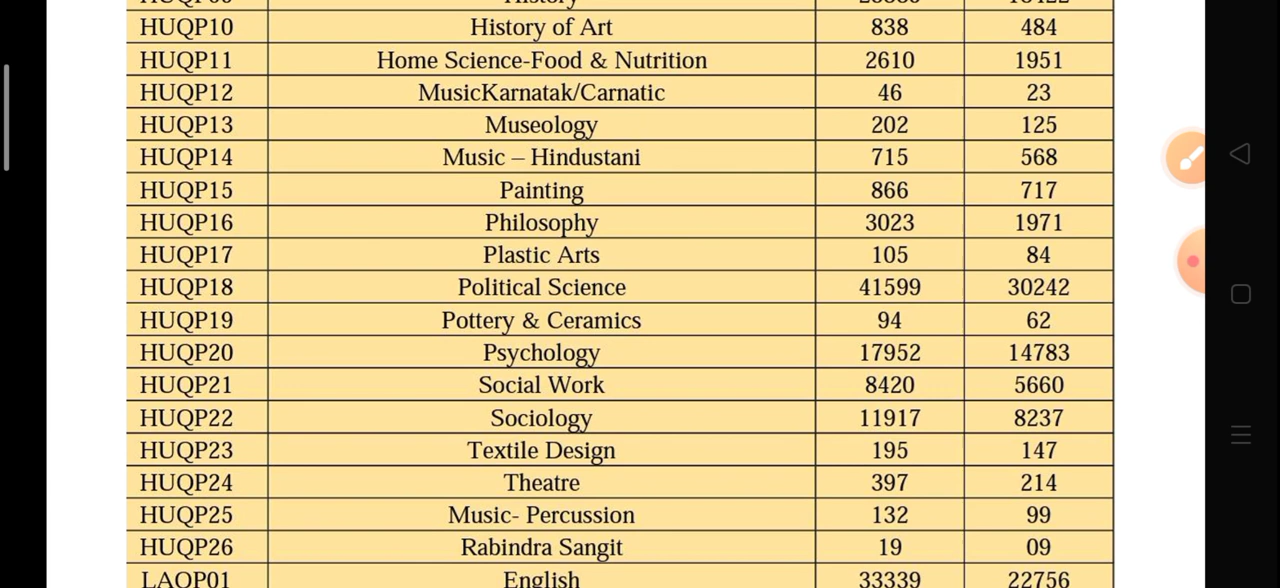 History
HUQP10 History of Art 838 484
HUQP11 Home Science-Food & Nutrition 2610 1951
HUQP12 MusicKarnatak/Carnatic 46 23
HUQP13 Museology 202 125
HUQP14 Music – Hindustani 715 568
HUQP15 Painting 866 717
HUQP16 Philosophy 3023 1971
HUQP17 Plastic Arts 105 84
HUQP18 Political Science 41599 30242
HUQP19 Pottery & Ceramics 94 62
HUQP20 Psychology 17952 14783
HUQP21 Social Work 8420 5660
HUQP22 Sociology 11917 8237
HUQP23 Textile Design 195 147
HUQP24 Theatre 397 214
HUQP25 Music- Percussion 132 99
HUQP26 Rabindra Sangit 19 09
LAQP01 English 33339 22756